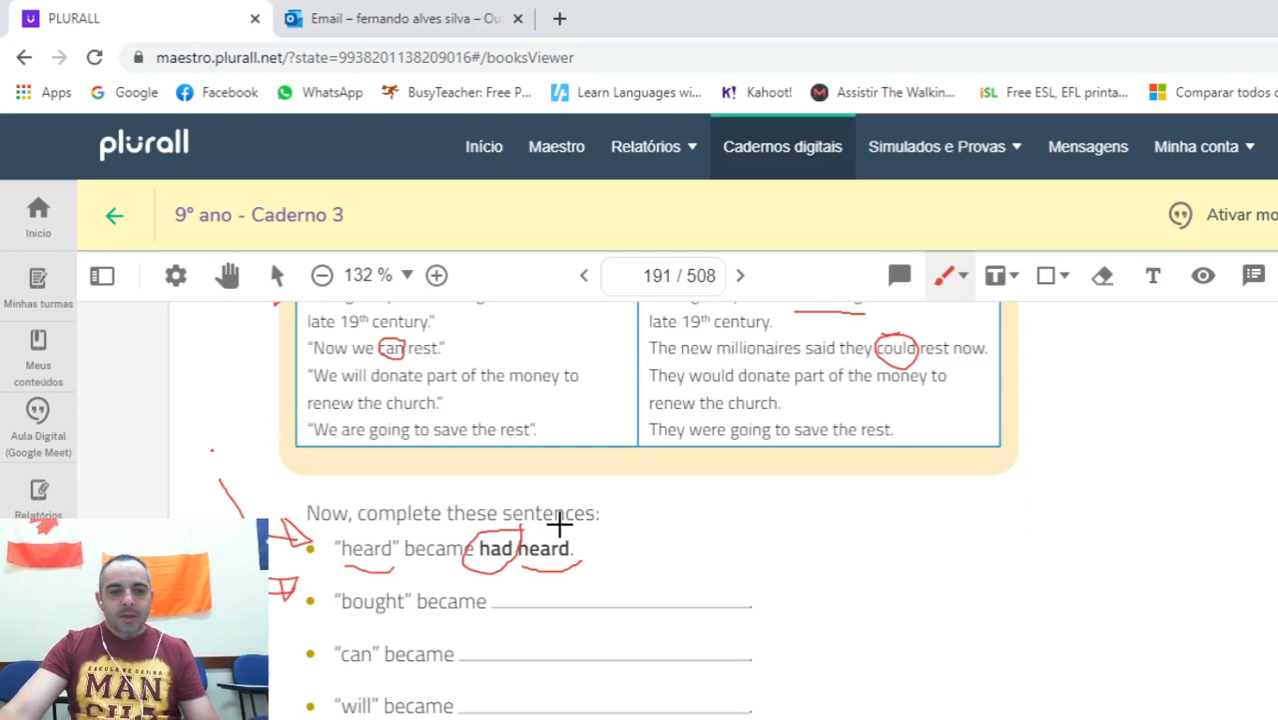 PLURALL
Email – fernando alves silva – Ou
maestro.plurall.net/?state=9938201138209016#/booksViewer
Apps Google Facebook WhatsApp BusyTeacher: Free P... Learn Languages wi... Kahoot! Assistir The Walkin... iSL Free ESL, EFL printa... Comparar todos
plurall Início Maestro Relatórios Cadernos digitais Simulados e Provas Mensagens Minha conta
Inicio
9º ano - Caderno 3
Ativar mo
Minhas turmas
132 %
191 / 508
T T
Meus conteúdos
Aula Digital
(Google Meet)
Relatórios
late 19th century.”
“Now we can rest.”
“We will donate part of the money to
renew the church.”
“We are going to save the rest”.
late 19th century.
The new millionaires said they could rest now.
They would donate part of the money to
renew the church.
They were going to save the rest.
Now, complete these sentences:
“heard” became had heard.
“bought” became .
“can” became .
“will” became .
MAN